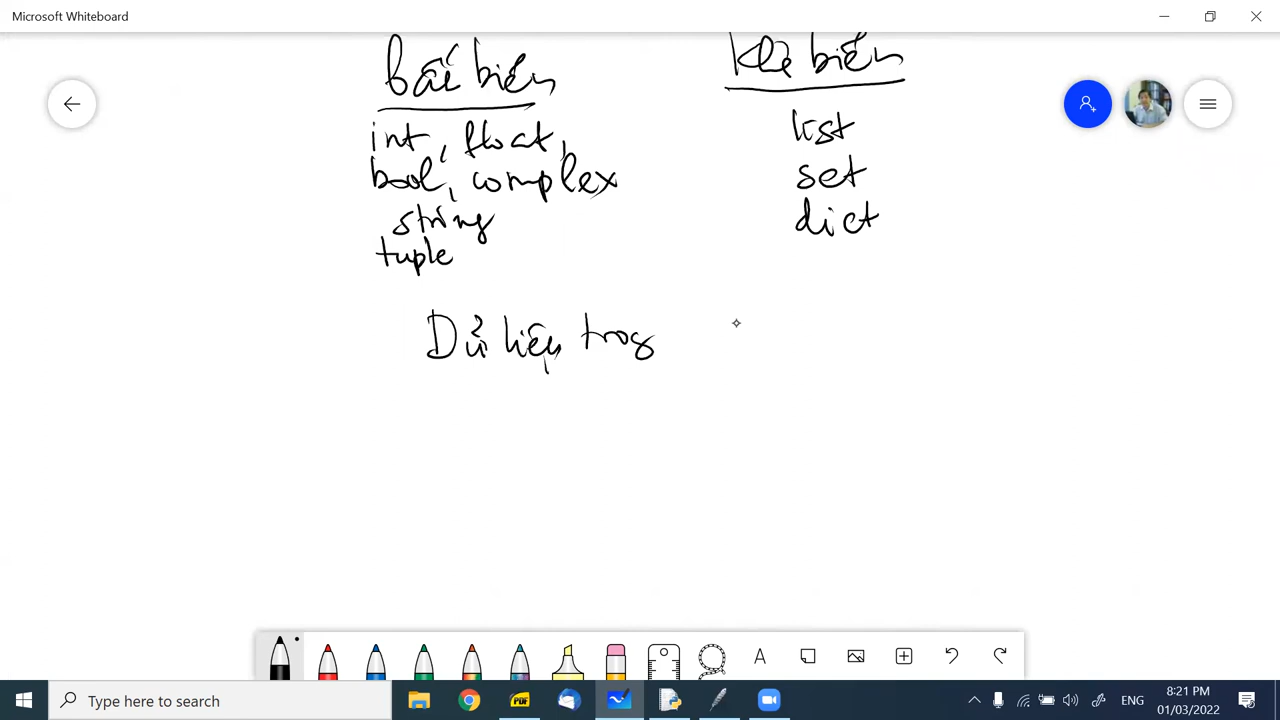 Microsoft Whiteboard
bất biến
khả biến
int, float,
bool, complex
string
tuple
list
set
dict
Dữ liệu trong
A
Type here to search
PDF
ENG
8:21 PM
01/03/2022